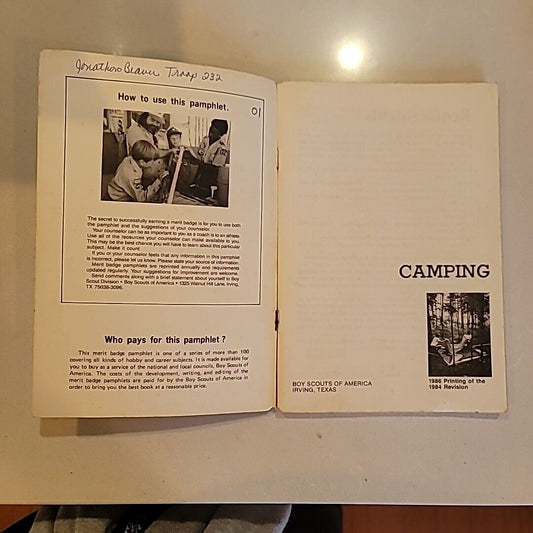 Jonathon Beaver Troop 232
How to use this pamphlet.
01
The secret to successfully earning a merit badge is for you to use both
the pamphlet and the suggestions of your counselor.
Your counselor can be as important to you as a coach is to an athlete.
Use all of the resources your counselor can make available to you.
This may be the best chance you will have to learn about this particular
subject. Make it count.
If you or your counselor feels that any information in this pamphlet
is incorrect, please let us know. Please state your source of information.
Merit badge pamphlets are reprinted annually and requirements
updated regularly. Your suggestions for improvement are welcome.
Send comments along with a brief statement about yourself to Boy
Scout Division • Boy Scouts of America • 1325 Walnut Hill Lane, Irving,
TX 75038-3096.
Who pays for this pamphlet?
This merit badge pamphlet is one of a series of more than 100
covering all kinds of hobby and career subjects. It is made available for
you to buy as a service of the national and local councils, Boy Scouts of
America. The costs of the development, writing, and editing of the
merit badge pamphlets are paid for by the Boy Scouts of America in
order to bring you the best book at a reasonable price.
CAMPING
BOY SCOUTS OF AMERICA
IRVING, TEXAS
1986 Printing of the
1984 Revision